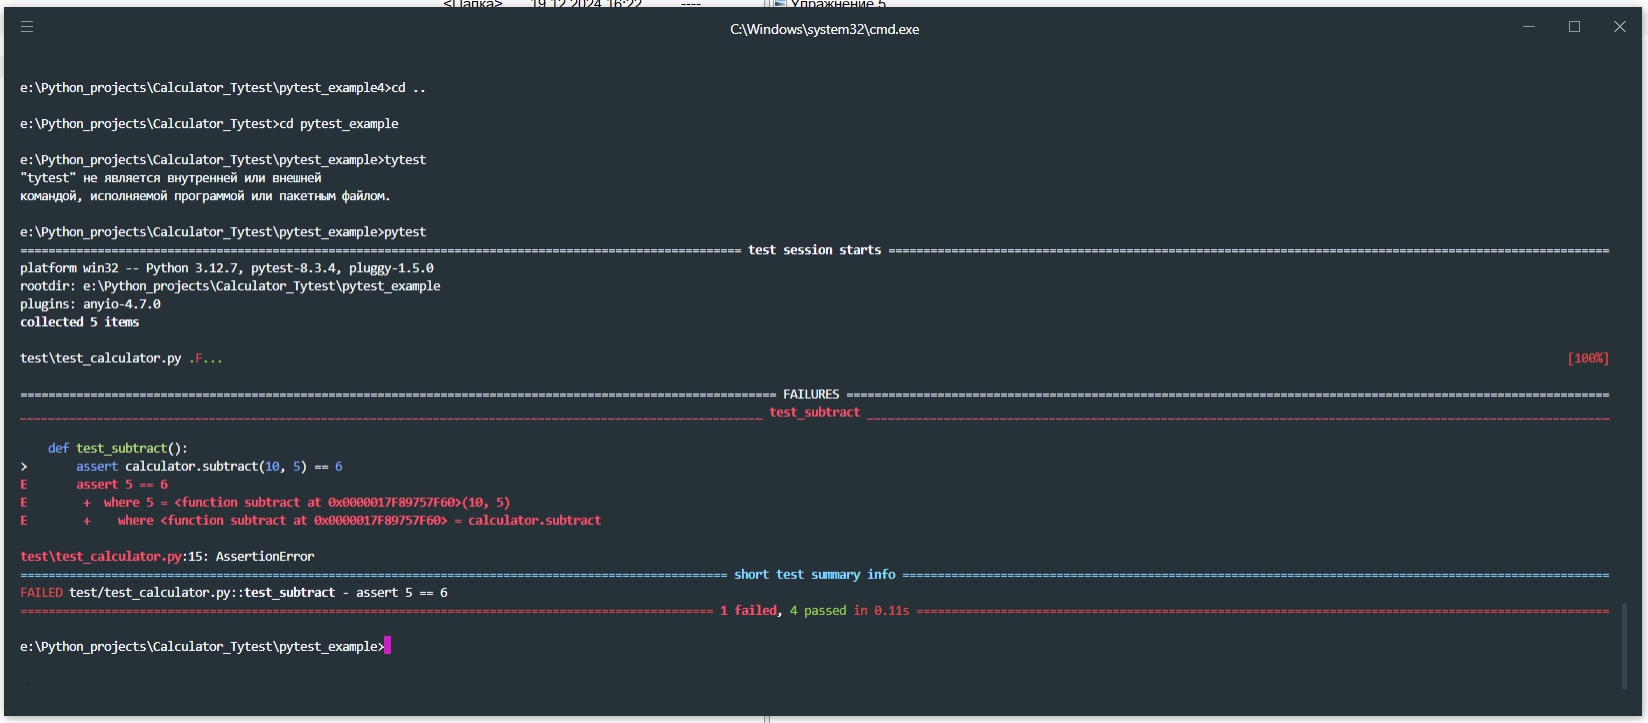 <Папка> 19.12.2024 16:22 ---- Упражнение 5
C:\Windows\system32\cmd.exe
e:\Python_projects\Calculator_Tytest\pytest_example4>cd ..
e:\Python_projects\Calculator_Tytest>cd pytest_example
e:\Python_projects\Calculator_Tytest\pytest_example>tytest
"tytest" не является внутренней или внешней
командой, исполняемой программой или пакетным файлом.
e:\Python_projects\Calculator_Tytest\pytest_example>pytest
test session starts
platform win32 -- Python 3.12.7, pytest-8.3.4, pluggy-1.5.0
rootdir: e:\Python_projects\Calculator_Tytest\pytest_example
plugins: anyio-4.7.0
collected 5 items
test\test_calculator.py .F... [100%]
FAILURES
test_subtract
def test_subtract():
> assert calculator.subtract(10, 5) == 6
E assert 5 == 6
E + where 5 = <function subtract at 0x0000017F89757F60>(10, 5)
E + where <function subtract at 0x0000017F89757F60> = calculator.subtract
test\test_calculator.py:15: AssertionError
short test summary info
FAILED test/test_calculator.py::test_subtract - assert 5 == 6
1 failed, 4 passed in 0.11s
e:\Python_projects\Calculator_Tytest\pytest_example>